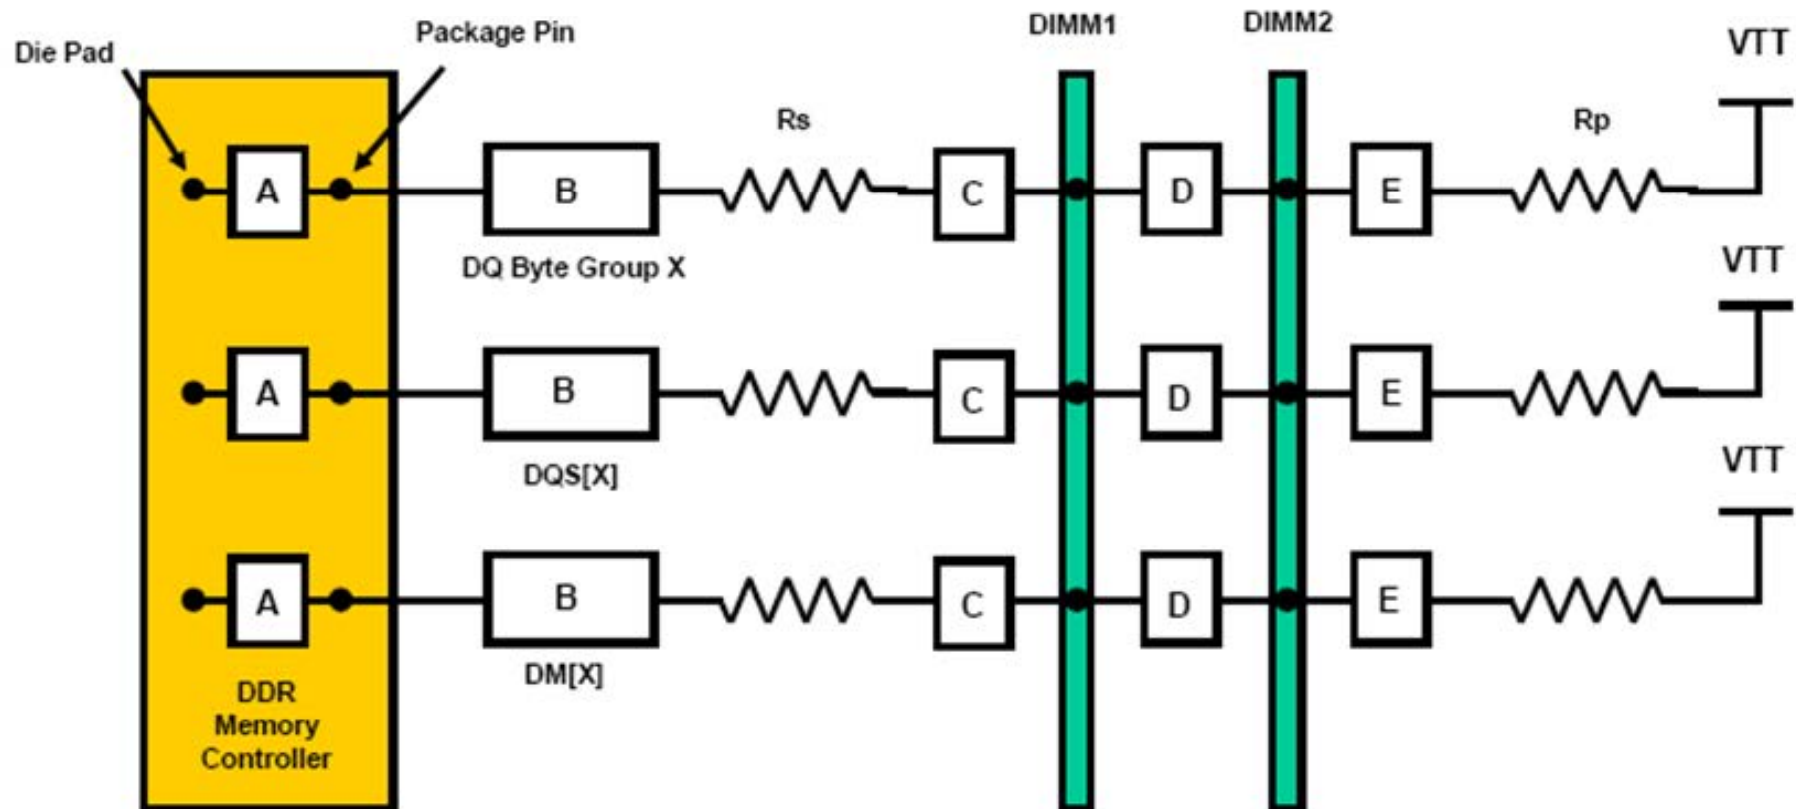 DIMM1
DIMM2
Package Pin
VTT
Die Pad
Rs
Rp
A
B
C
D
E
DQ Byte Group X
VTT
A
B
C
D
E
DQS[X]
VTT
A
B
C
D
E
DM[X]
DDR
Memory
Controller